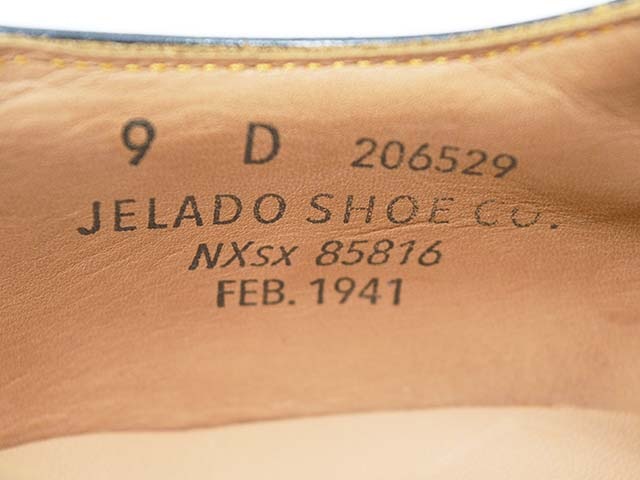 9 D 206529
JELADO SHOE CO.
NXSX 85816
FEB. 1941